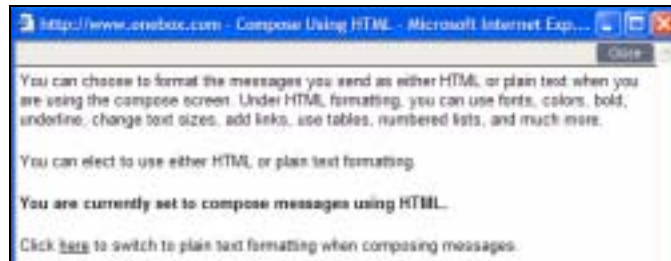 http://www.onebox.com - Compose Using HTML - Microsoft Internet Exp...
Close
You can choose to format the messages you send as either HTML or plain text when you
are using the compose screen. Under HTML formatting, you can use fonts, colors, bold,
underline, change text sizes, add links, use tables, numbered lists, and much more.
You can elect to use either HTML or plain text formatting.
You are currently set to compose messages using HTML.
Click here to switch to plain text formatting when composing messages.